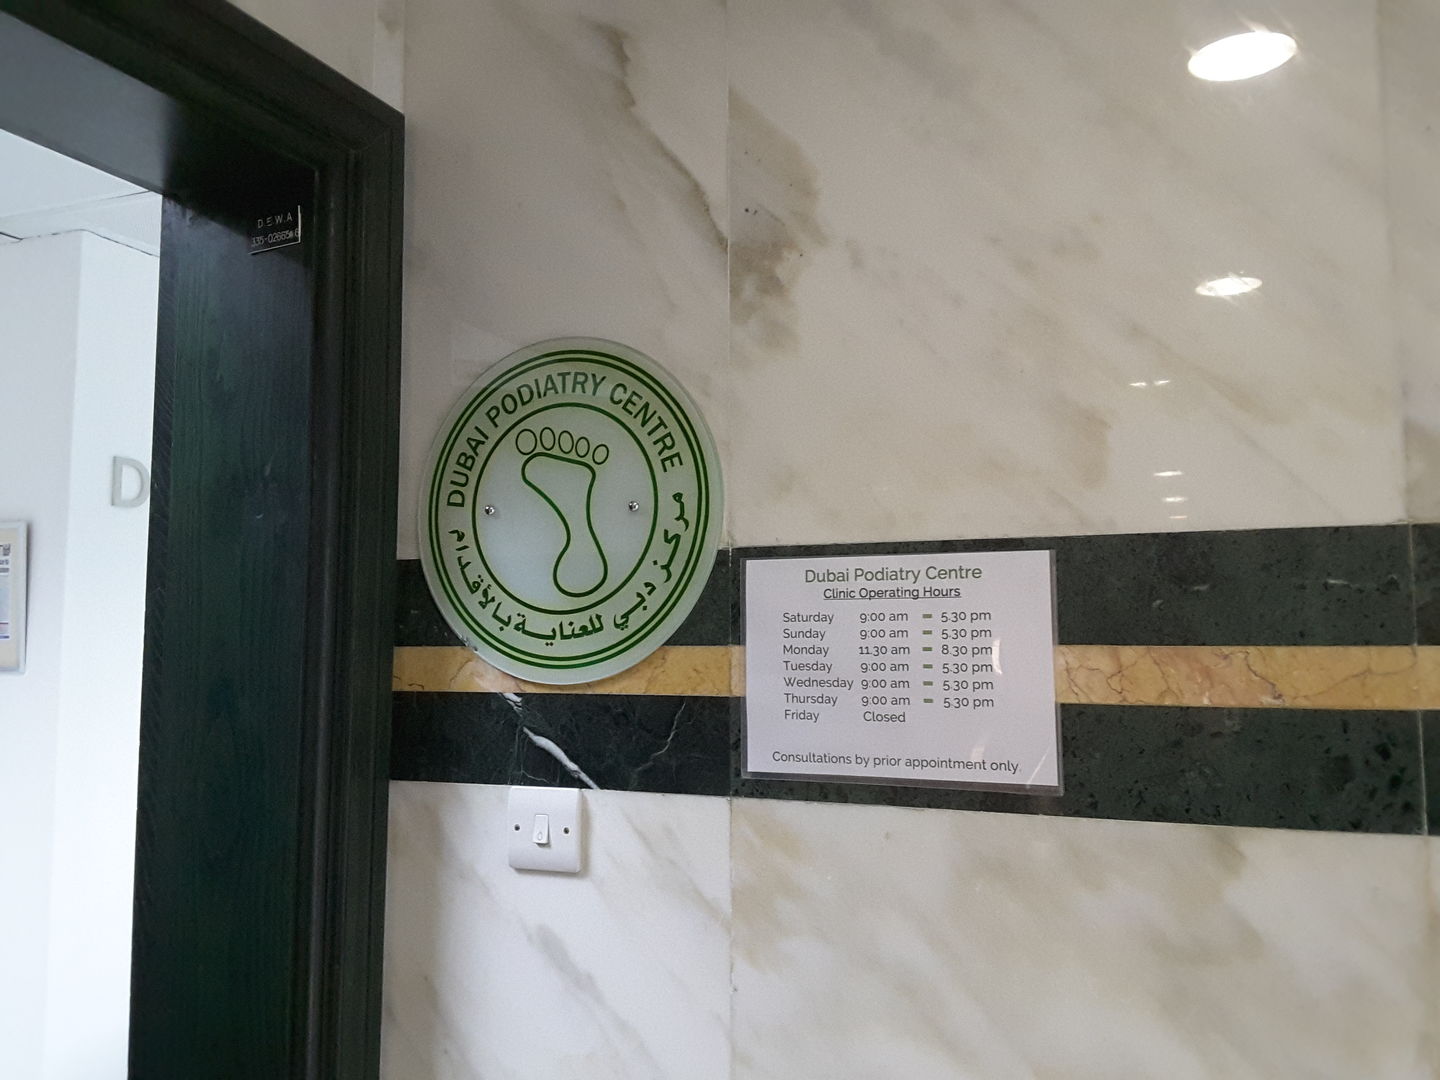 D.E.W.A
D
DUBAI PODIATRY CENTRE
مركز دبي للعناية بالأقدام
Dubai Podiatry Centre
Clinic Operating Hours
Saturday 9:00 am - 5.30 pm
Sunday 9:00 am - 5.30 pm
Monday 11.30 am - 8.30 pm
Tuesday 9:00 am - 5.30 pm
Wednesday 9:00 am - 5.30 pm
Thursday 9:00 am - 5.30 pm
Friday Closed
Consultations by prior appointment only.